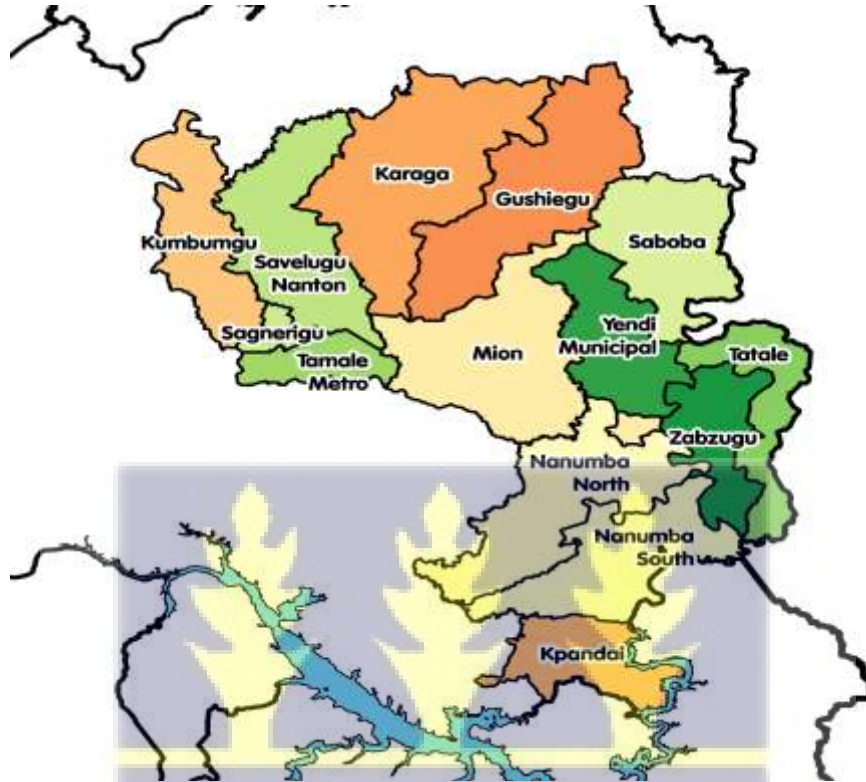 Karaga
Gushiegu
Kumbumgu
Saboba
Savelugu
Nanton
Sagnerigu
Yendi
Municipal
Mion
Tatale
Tamale
Metro
Zabzugu
Nanumba
North
Nanumba
South
Kpandai